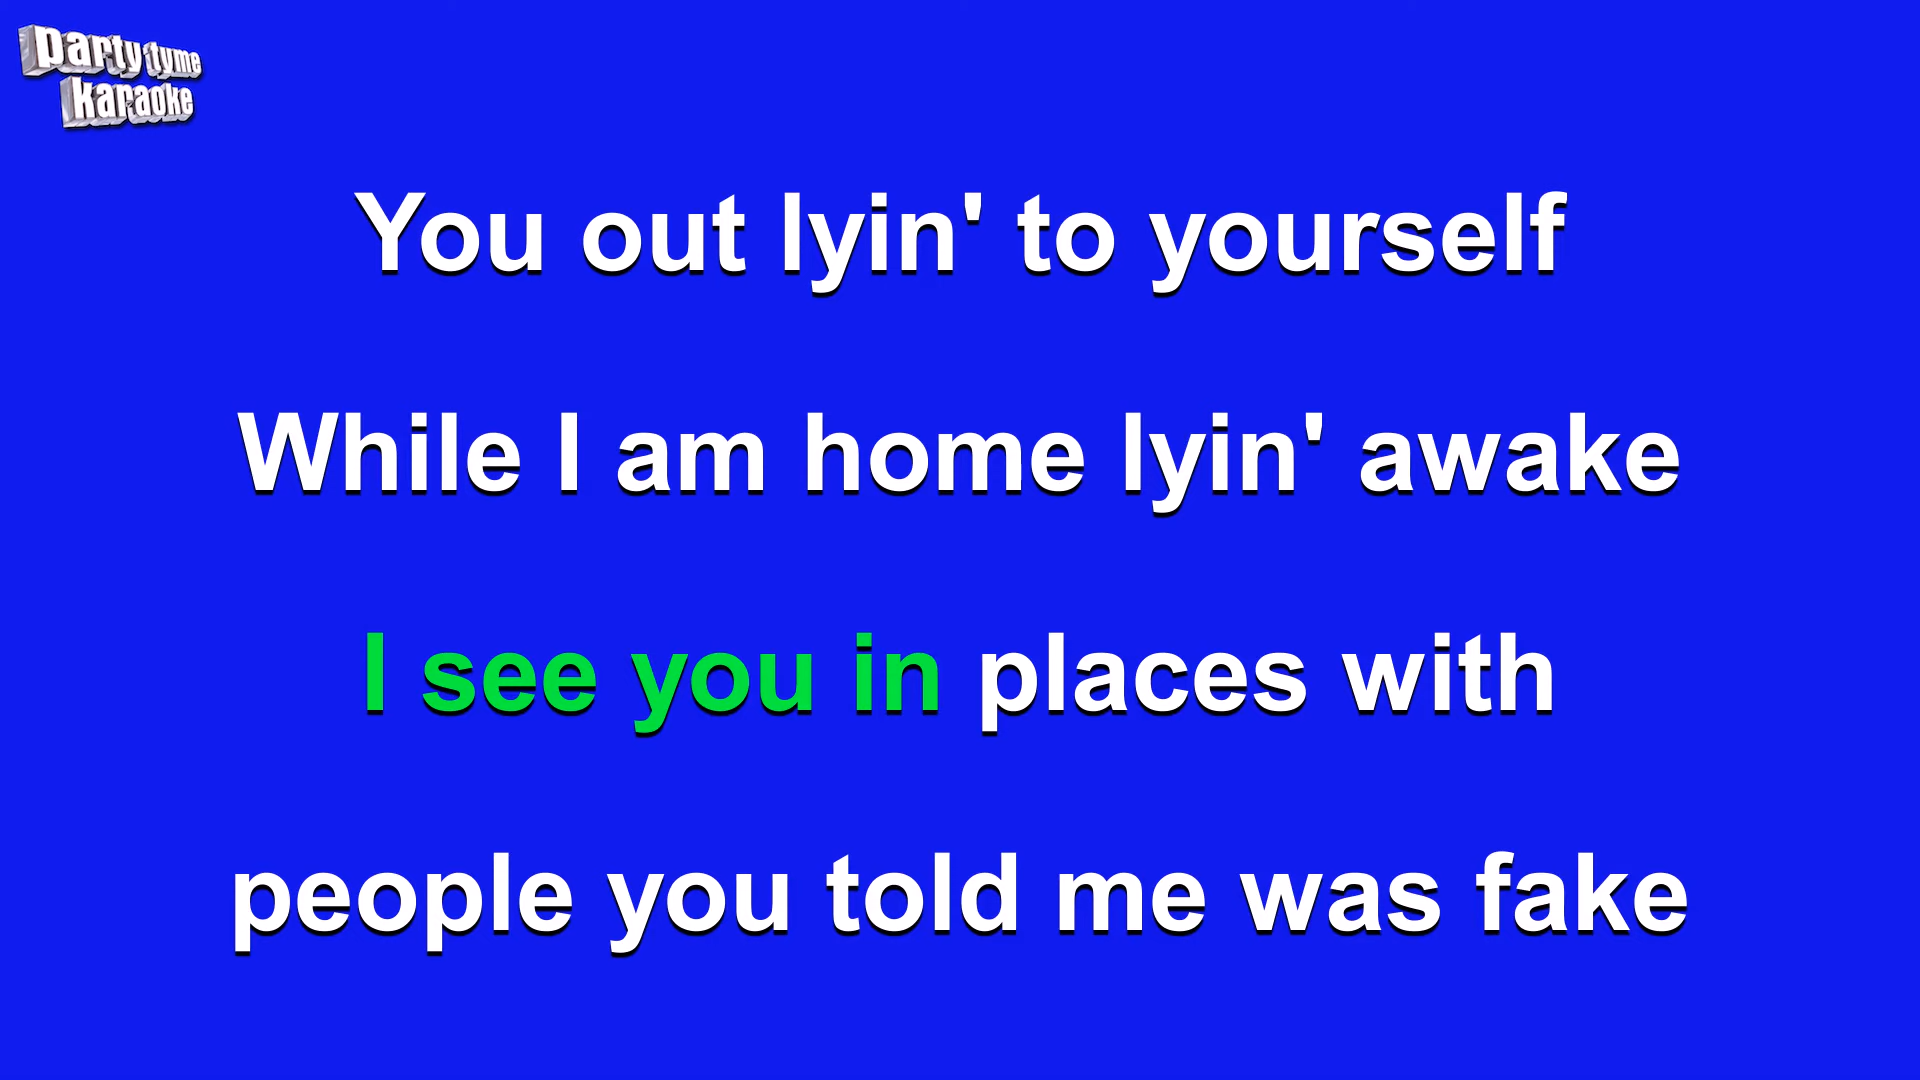 party tyme
karaoke
You out lyin' to yourself
While I am home lyin' awake
I see you in places with
people you told me was fake